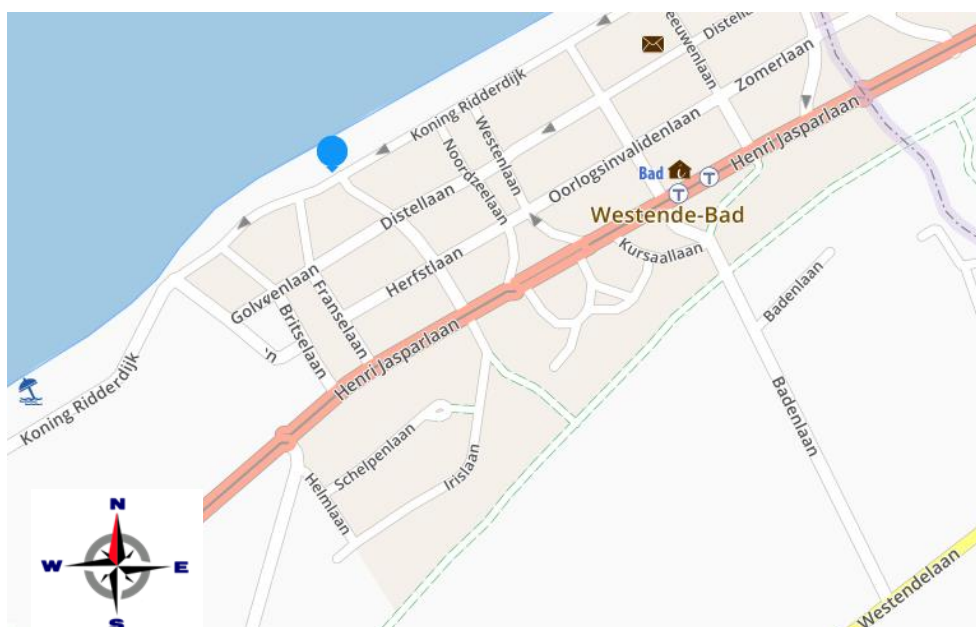 Koning Ridderdijk
Distellaan
Zomerlaan
Westenlaan
Noordzeelaan
Oorlogsinvalidenlaan
Henri Jasparlaan
Bad
T
T
Westende-Bad
Distellaan
Kursaallaan
Herfstlaan
Badenlaan
Franselaan
Britselaan
'n
Henri Jasparlaan
Koning Ridderdijk
Badenlaan
Schelpenlaan
Irislaan
Helmlaan
Westendelaan
N
W
E
S